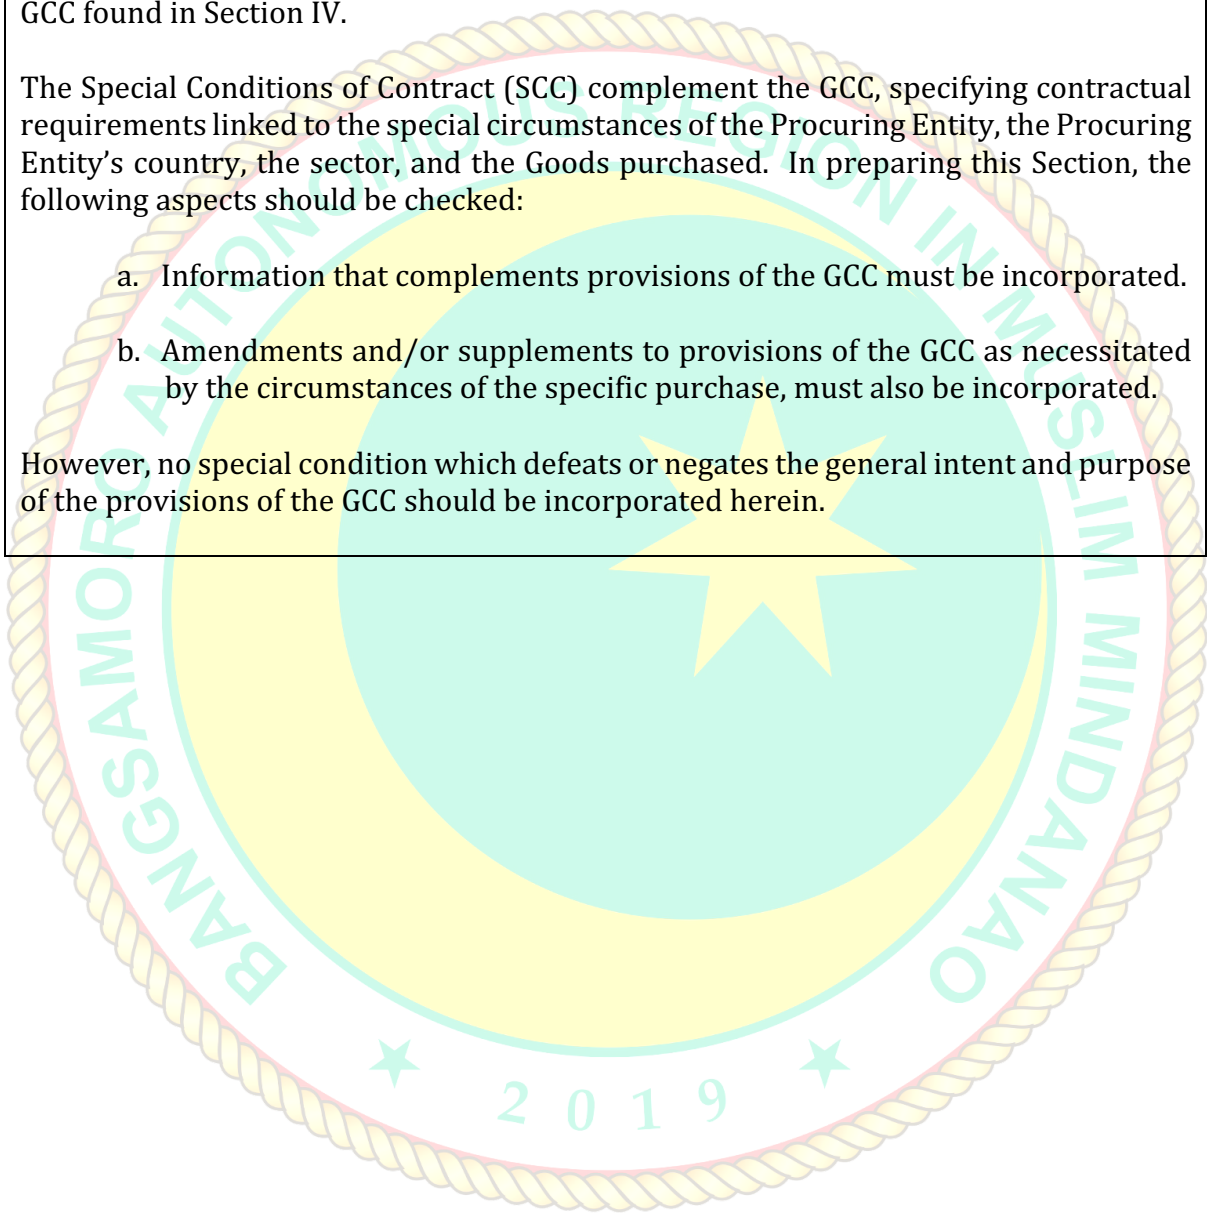 GCC found in Section IV.
The Special Conditions of Contract (SCC) complement the GCC, specifying contractual
requirements linked to the special circumstances of the Procuring Entity, the Procuring
Entity's country, the sector, and the Goods purchased. In preparing this Section, the
following aspects should be checked:
a. Information that complements provisions of the GCC must be incorporated.
b. Amendments and/or supplements to provisions of the GCC as necessitated
by the circumstances of the specific purchase, must also be incorporated.
However, no special condition which defeats or negates the general intent and purpose
of the provisions of the GCC should be incorporated herein.
BANGSAMORO AUTONOMOUS REGION IN MUSLIM MINDANAO
2019